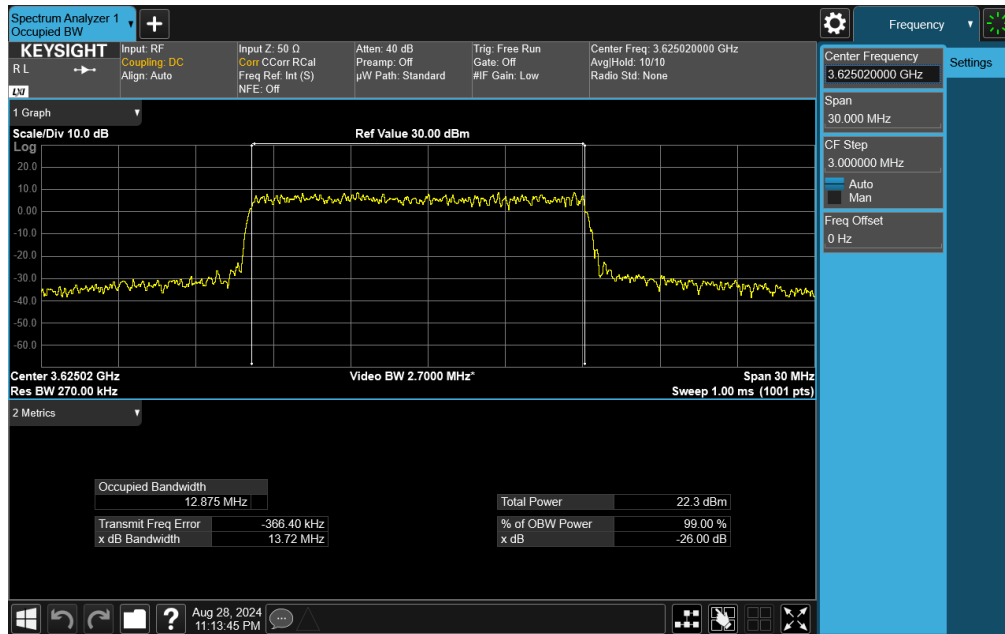 Spectrum Analyzer 1
Occupied BW
Frequency
KEYSIGHT
R L
LXI
Input: RF
Coupling: DC
Align: Auto
Input Z: 50 Ω
Corr CCorr RCal
Freq Ref: Int (S)
NFE: Off
Atten: 40 dB
Preamp: Off
µW Path: Standard
Trig: Free Run
Gate: Off
#IF Gain: Low
Center Freq: 3.625020000 GHz
Avg|Hold: 10/10
Radio Std: None
Center Frequency
3.625020000 GHz
Settings
Span
30.000 MHz
CF Step
3.000000 MHz
Auto
Man
Freq Offset
0 Hz
1 Graph
Scale/Div 10.0 dB
Ref Value 30.00 dBm
Log
20.0
10.0
0.00
-10.0
-20.0
-30.0
-40.0
-50.0
-60.0
Center 3.62502 GHz
Video BW 2.7000 MHz*
Span 30 MHz
Res BW 270.00 kHz
Sweep 1.00 ms (1001 pts)
2 Metrics
Occupied Bandwidth
12.875 MHz
Total Power 22.3 dBm
Transmit Freq Error -366.40 kHz
% of OBW Power 99.00 %
x dB Bandwidth 13.72 MHz
x dB -26.00 dB
Aug 28, 2024
11:13:45 PM